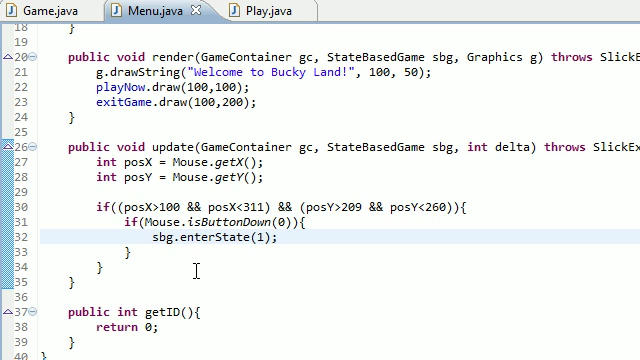 Game.java Menu.java Play.java
18 }
19
20 public void render(GameContainer gc, StateBasedGame sbg, Graphics g) throws SlickE
21 g.drawString("Welcome to Bucky Land!", 100, 50);
22 playNow.draw(100,100);
23 exitGame.draw(100,200);
24 }
25
26 public void update(GameContainer gc, StateBasedGame sbg, int delta) throws SlickEx
27 int posX = Mouse.getX();
28 int posY = Mouse.getY();
29
30 if((posX>100 && posX<311) && (posY>209 && posY<260)){
31 if(Mouse.isButtonDown(0)){
32 sbg.enterState(1);
33 }
34 }
35 }
36
37 public int getID(){
38 return 0;
39 }
40 }